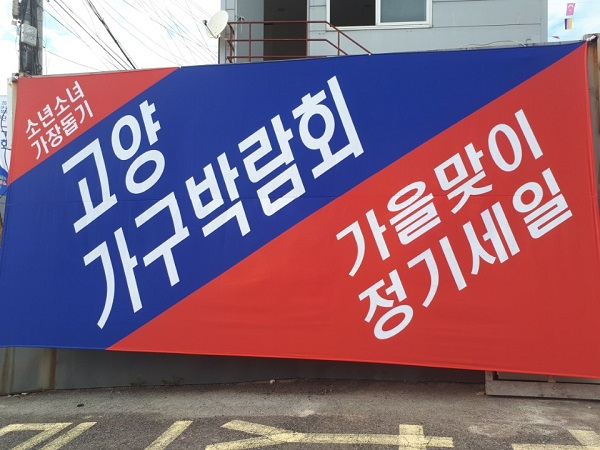 소년소녀
가장돕기
고양
가구박람회
가을맞이
정기세일